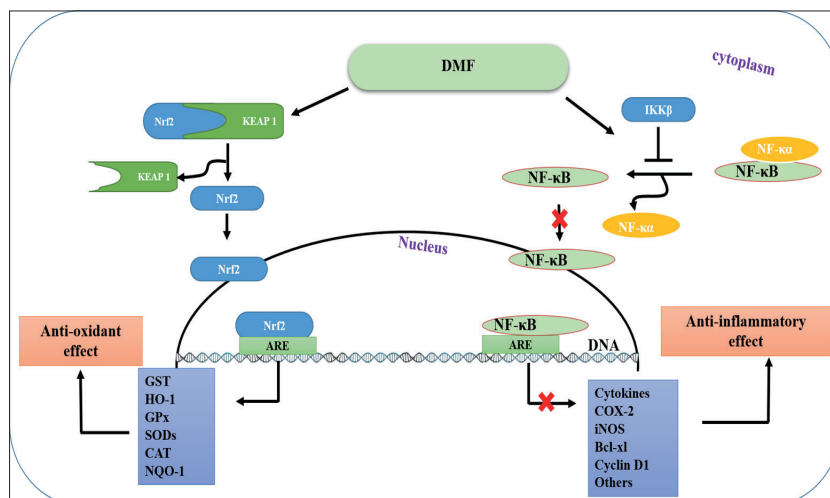 DMF
cytoplasm
Nrf2
KEAP 1
KEAP 1
Nrf2
IKKβ
NF-κα
NF-κB
NF-κB
NF-κα
Nucleus
Nrf2
NF-κB
Nrf2
ARE
NF-κB
ARE
DNA
Anti-oxidant
effect
GST
HO-1
GPx
SODs
CAT
NQO-1
Cytokines
COX-2
iNOS
Bcl-xl
Cyclin D1
Others
Anti-inflammatory
effect